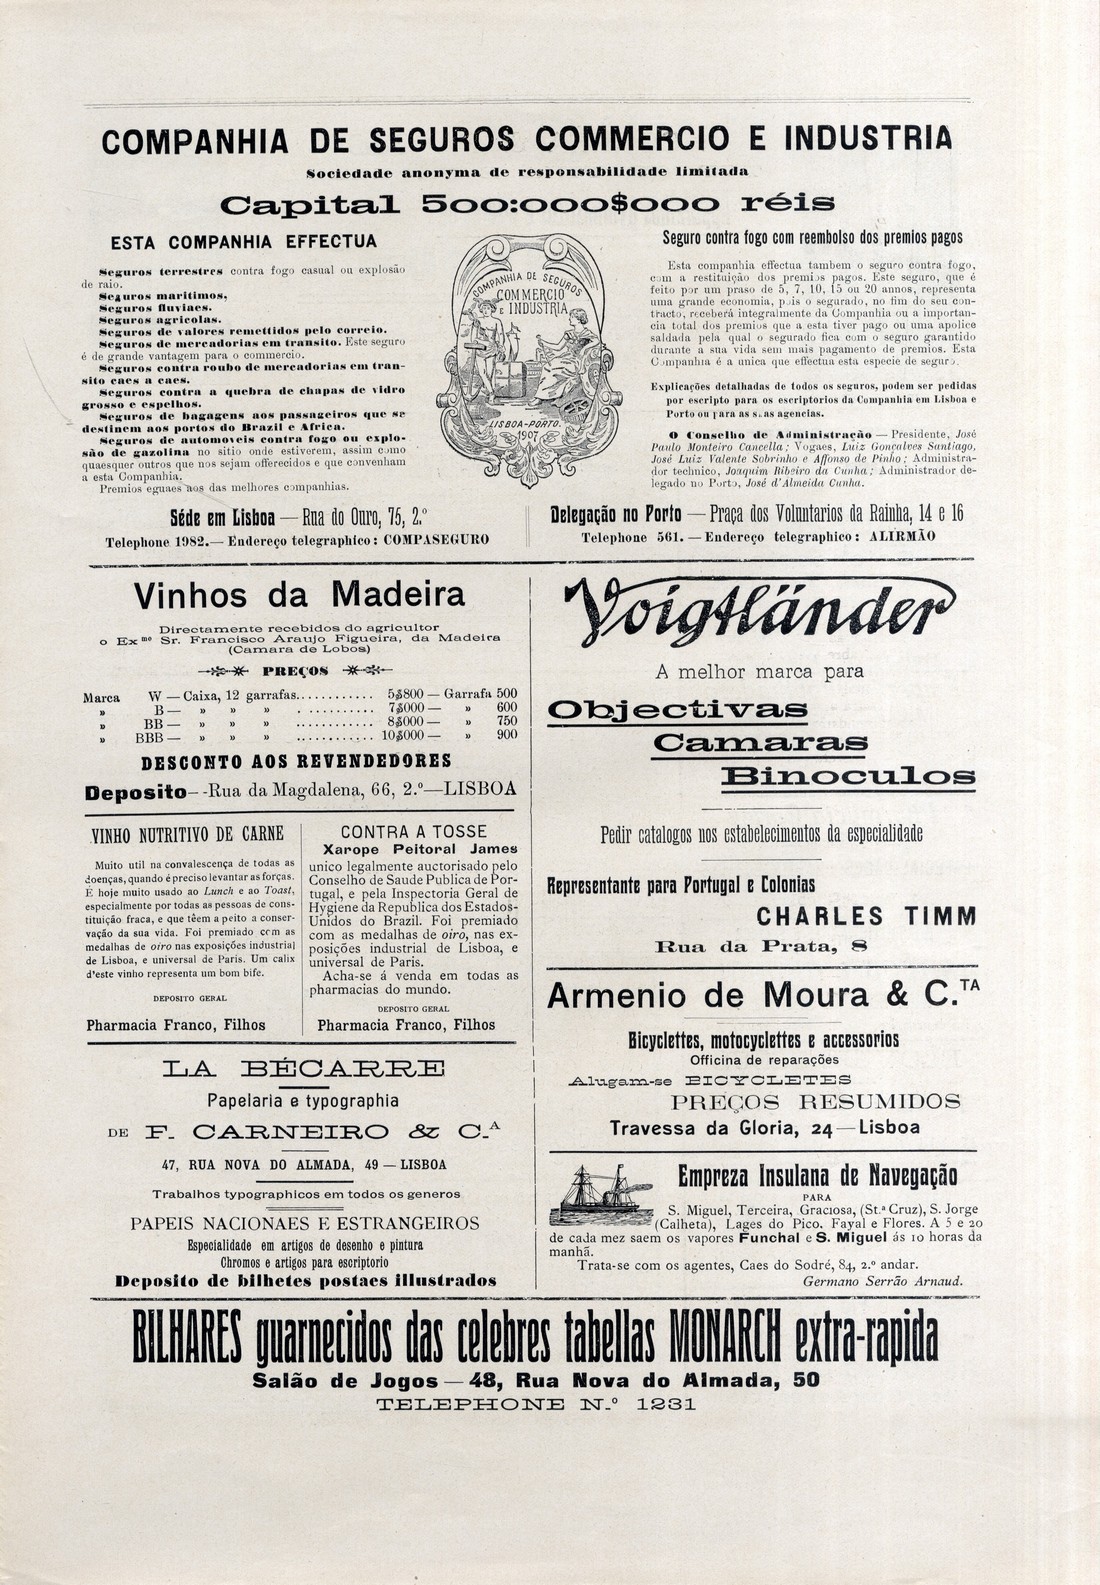 COMPANHIA DE SEGUROS COMMERCIO E INDUSTRIA
Sociedade anonyma de responsabilidade limitada
Capital 500:000$000 réis
ESTA COMPANHIA EFFECTUA
Seguros terrestres contra fogo casual ou explosão
de raio.
Seguros maritimos,
Seguros fluviaes.
Seguros agricolas.
Seguros de valores remettidos pelo correio.
Seguros de mercadorias em transito. Este seguro
é de grande vantagem para o commercio.
Seguros contra roubo de mercadorias em tran-
sito caes a caes.
Seguros contra a quebra de chapas de vidro
grosso e espelhos.
Seguros de bagagens aos passageiros que se
destinem aos portos do Brazil e Africa.
Seguros de automoveis contra fogo ou explo-
são de gazolina no sitio onde estiverem, assim como
quaesquer outros que nos sejam offerecidos e que convenham
a esta Companhia.
Premios eguaes aos das melhores companhias.
COMPANHIA DE SEGUROS
COMMERCIO
E INDUSTRIA
LISBOA-PORTO.
1907
Seguro contra fogo com reembolso dos premios pagos
Esta companhia effectua tambem o seguro contra fogo,
com a restituição dos premios pagos. Este seguro, que é
feito por um praso de 5, 7, 10, 15 ou 20 annos, representa
uma grande economia, pois o segurado, no fim do seu con-
tracto, receberá integralmente da Companhia ou a importan-
cia total dos premios que a esta tiver pago ou uma apolice
saldada pela qual o segurado fica com o seguro garantido
durante a sua vida sem mais pagamento de premios. Esta
Companhia é a unica que effectua esta especie de seguro.
Explicações detalhadas de todos os seguros, podem ser pedidas
por escripto para os escriptorios da Companhia em Lisboa e
Porto ou para as suas agencias.
O Conselho de Administração — Presidente, José
Paulo Monteiro Cancella; Vogaes, Luiz Gonçalves Santiago,
José Luiz Valente Sobrinho e Affonso de Pinho; Administra-
dor technico, Joaquim Ribeiro da Cunha; Administrador de-
legado no Porto, José d'Almeida Cunha.
Séde em Lisboa — Rua do Ouro, 75, 2.º
Telephone 1982.— Endereço telegraphico: COMPASEGURO
Delegação no Porto — Praça dos Voluntarios da Rainha, 14 e 16
Telephone 561. — Endereço telegraphico: ALIRMÃO
Vinhos da Madeira
Directamente recebidos do agricultor
o Exmo Sr. Francisco Araujo Figueira, da Madeira
(Camara de Lobos)
PREÇOS
Marca W — Caixa, 12 garrafas............ 5$800 — Garrafa 500
» B — » » » ............ 7$000 — » 600
» BB — » » » ............ 8$000 — » 750
» BBB — » » » ............ 10$000 — » 900
DESCONTO AOS REVENDEDORES
Deposito--Rua da Magdalena, 66, 2.º—LISBOA
VINHO NUTRITIVO DE CARNE
Muito util na convalescença de todas as
doenças, quando é preciso levantar as forças.
É hoje muito usado ao Lunch e ao Toast,
especialmente por todas as pessoas de cons-
tituição fraca, e que têem a peito a conser-
vação da sua vida. Foi premiado com as
medalhas de oiro nas exposições industrial
de Lisboa, e universal de Paris. Um calix
d'este vinho representa um bom bife.
DEPOSITO GERAL
Pharmacia Franco, Filhos
CONTRA A TOSSE
Xarope Peitoral James
unico legalmente auctorisado pelo
Conselho de Saude Publica de Por-
tugal, e pela Inspectoria Geral de
Hygiene da Republica dos Estados-
Unidos do Brazil. Foi premiado
com as medalhas de oiro, nas ex-
posições industrial de Lisboa, e
universal de Paris.
Acha-se á venda em todas as
pharmacias do mundo.
DEPOSITO GERAL
Pharmacia Franco, Filhos
LA BÉCARRE
Papelaria e typographia
DE F. CARNEIRO & C.A
47, RUA NOVA DO ALMADA, 49 — LISBOA
Trabalhos typographicos em todos os generos
PAPEIS NACIONAES E ESTRANGEIROS
Especialidade em artigos de desenho e pintura
Chromos e artigos para escriptorio
Deposito de bilhetes postaes illustrados
Voigtländer
A melhor marca para
Objectivas
Camaras
Binoculos
Pedir catalogos nos estabelecimentos da especialidade
Representante para Portugal e Colonias
CHARLES TIMM
Rua da Prata, 8
Armenio de Moura & C.TA
Bicyclettes, motocyclettes e accessorios
Officina de reparações
Alugam-se BICYCLETES
PREÇOS RESUMIDOS
Travessa da Gloria, 24 — Lisboa
Empreza Insulana de Navegação
PARA
S. Miguel, Terceira, Graciosa, (St.ª Cruz), S. Jorge
(Calheta), Lages do Pico, Fayal e Flores. A 5 e 20
de cada mez saem os vapores Funchal e S. Miguel ás 10 horas da
manhã.
Trata-se com os agentes, Caes do Sodré, 84, 2.º andar.
Germano Serrão Arnaud.
BILHARES guarnecidos das celebres tabellas MONARCH extra-rapida
Salão de Jogos — 48, Rua Nova do Almada, 50
TELEPHONE N.º 1231